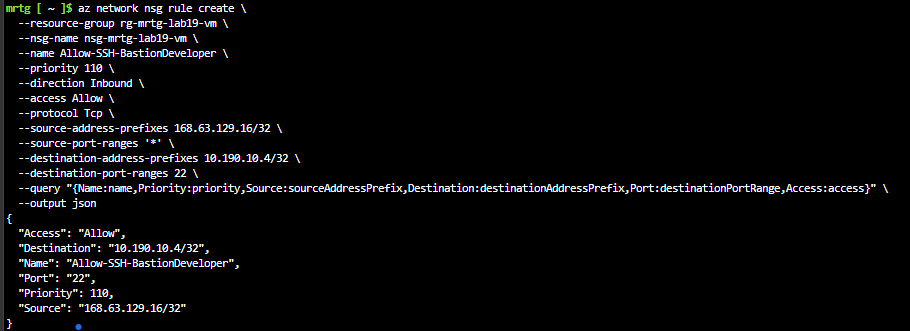 mrtg [ ~ ]$ az network nsg rule create \
  --resource-group rg-mrtg-lab19-vm \
  --nsg-name nsg-mrtg-lab19-vm \
  --name Allow-SSH-BastionDeveloper \
  --priority 110 \
  --direction Inbound \
  --access Allow \
  --protocol Tcp \
  --source-address-prefixes 168.63.129.16/32 \
  --source-port-ranges '*' \
  --destination-address-prefixes 10.190.10.4/32 \
  --destination-port-ranges 22 \
  --query "{Name:name,Priority:priority,Source:sourceAddressPrefix,Destination:destinationAddressPrefix,Port:destinationPortRange,Access:access}" \
  --output json
{
  "Access": "Allow",
  "Destination": "10.190.10.4/32",
  "Name": "Allow-SSH-BastionDeveloper",
  "Port": "22",
  "Priority": 110,
  "Source": "168.63.129.16/32"
}